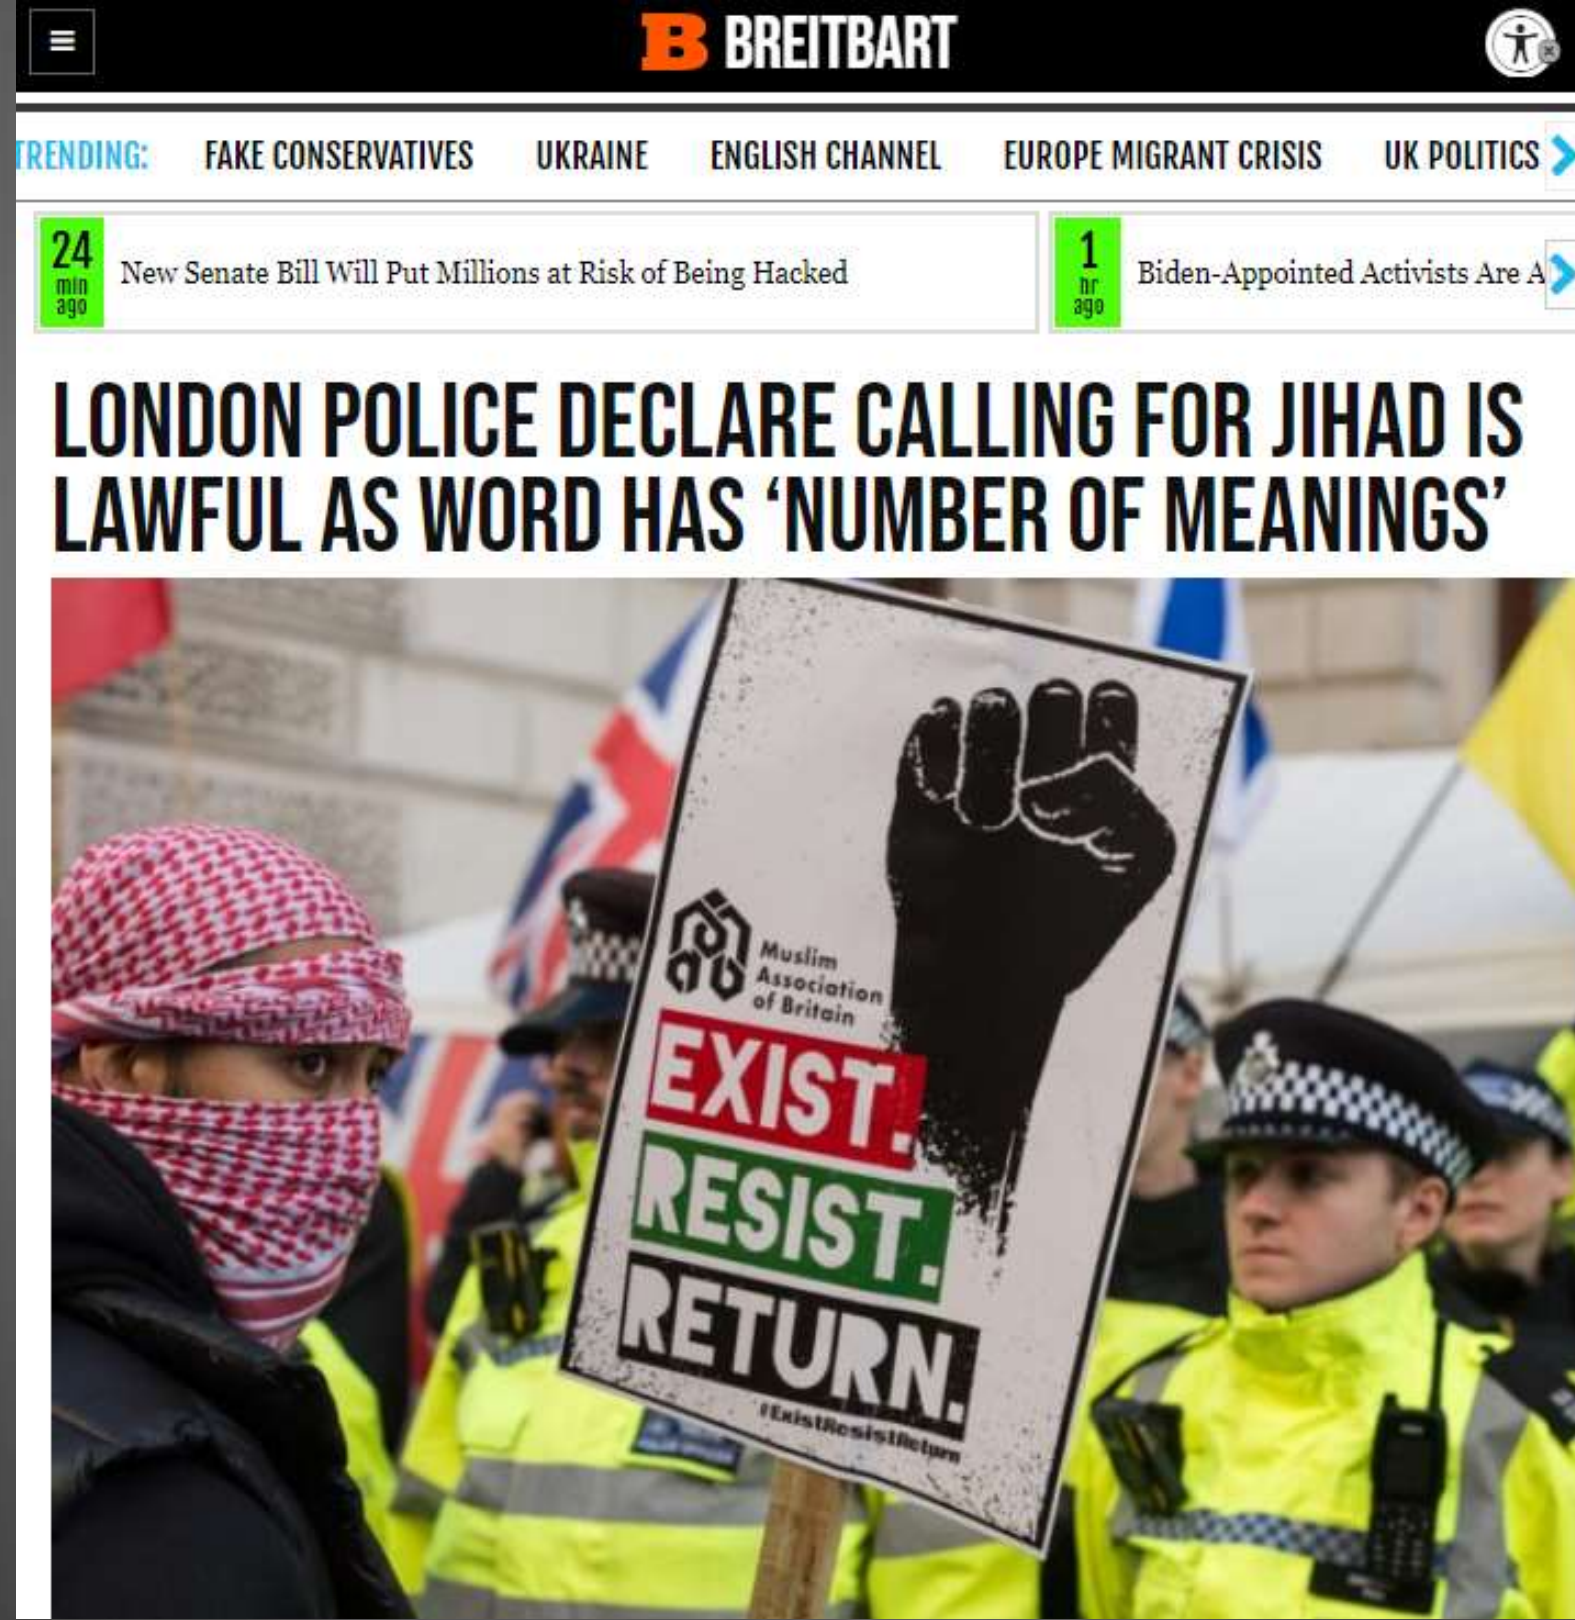 B BREITBART
TRENDING: FAKE CONSERVATIVES UKRAINE ENGLISH CHANNEL EUROPE MIGRANT CRISIS UK POLITICS
24 min ago New Senate Bill Will Put Millions at Risk of Being Hacked
1 hr ago Biden-Appointed Activists Are A
LONDON POLICE DECLARE CALLING FOR JIHAD IS
LAWFUL AS WORD HAS ‘NUMBER OF MEANINGS’
Muslim
Association
of Britain
EXIST.
RESIST.
RETURN.
#ExistResistReturn